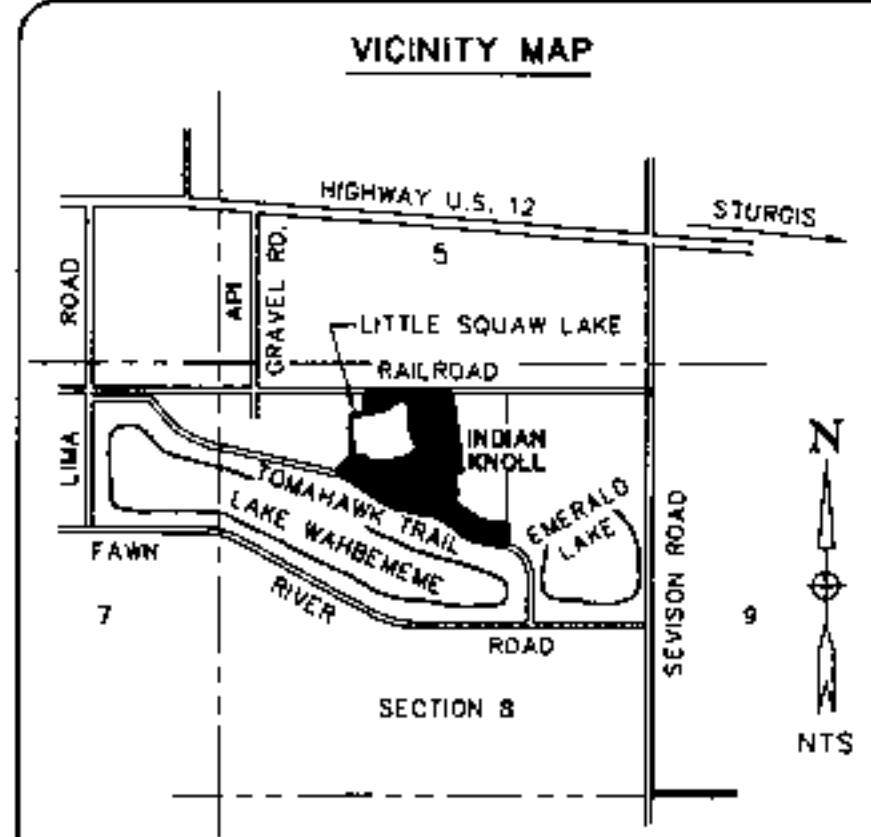 VICINITY MAP
HIGHWAY U.S. 12
STURGIS
5
ROAD
API
GRAVEL RD.
LITTLE SQUAW LAKE
RAILROAD
INDIAN
KNOLL
N
LIMA
TOMAHAWK TRAIL
LAKE WAHBEMEME
EMERALD
LAKE
SEVISON ROAD
FAWN
RIVER
ROAD
7
9
SECTION 8
NTS